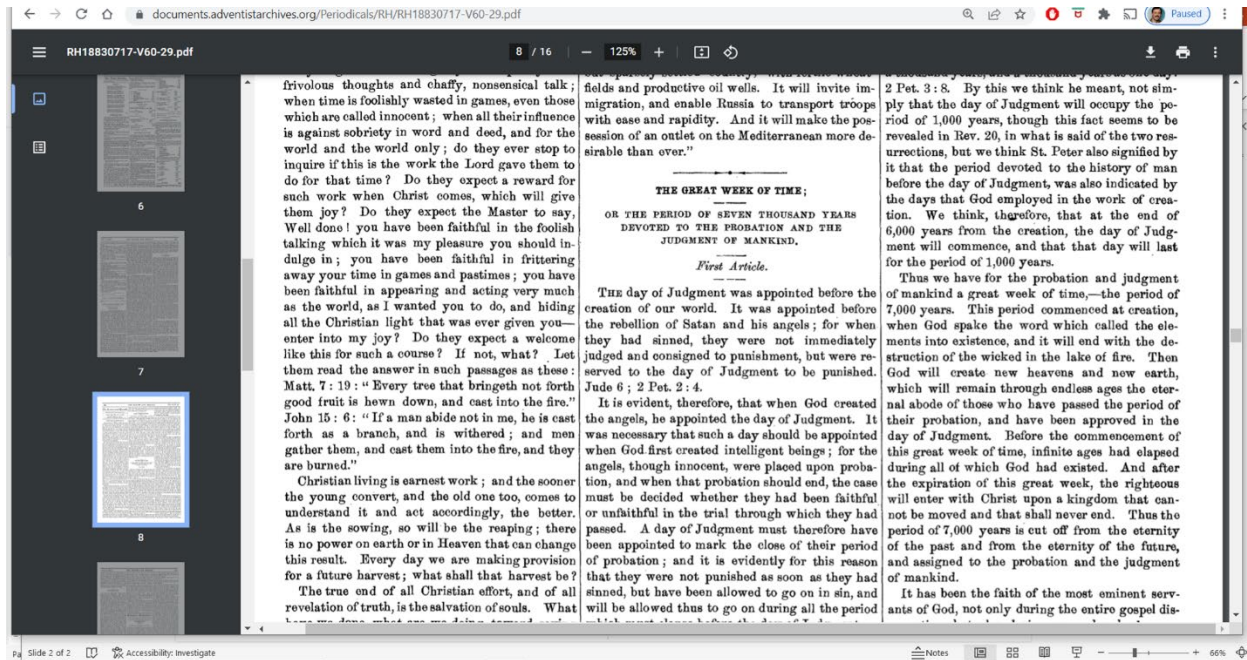 documents.adventistarchives.org/Periodicals/RH/RH18830717-V60-29.pdf
Paused
RH18830717-V60-29.pdf
8 / 16
125%
6
7
8
frivolous thoughts and chaffy, nonsensical talk;
when time is foolishly wasted in games, even those
which are called innocent; when all their influence
is against sobriety in word and deed, and for the
world and the world only; do they ever stop to
inquire if this is the work the Lord gave them to
do for that time? Do they expect a reward for
such work when Christ comes, which will give
them joy? Do they expect the Master to say,
Well done! you have been faithful in the foolish
talking which it was my pleasure you should in-
dulge in; you have been faithful in frittering
away your time in games and pastimes; you have
been faithful in appearing and acting very much
as the world, as I wanted you to do, and hiding
all the Christian light that was ever given you—
enter into my joy? Do they expect a welcome
like this for such a course? If not, what? Let
them read the answer in such passages as these:
Matt. 7:19: "Every tree that bringeth not forth
good fruit is hewn down, and cast into the fire."
John 15:6: "If a man abide not in me, he is cast
forth as a branch, and is withered; and men
gather them, and cast them into the fire, and they
are burned."
Christian living is earnest work; and the sooner
the young convert, and the old one too, comes to
understand it and act accordingly, the better.
As is the sowing, so will be the reaping; there
is no power on earth or in Heaven that can change
this result. Every day we are making provision
for a future harvest; what shall that harvest be?
The true end of all Christian effort, and of all
revelation of truth, is the salvation of souls. What
fields and productive oil wells. It will invite im-
migration, and enable Russia to transport troops
with ease and rapidity. And it will make the pos-
session of an outlet on the Mediterranean more de-
sirable than ever."
THE GREAT WEEK OF TIME;
OR THE PERIOD OF SEVEN THOUSAND YEARS
DEVOTED TO THE PROBATION AND THE
JUDGMENT OF MANKIND.
First Article.
THE day of Judgment was appointed before the
creation of our world. It was appointed before
the rebellion of Satan and his angels; for when
they had sinned, they were not immediately
judged and consigned to punishment, but were re-
served to the day of Judgment to be punished.
Jude 6; 2 Pet. 2:4.
It is evident, therefore, that when God created
the angels, he appointed the day of Judgment. It
was necessary that such a day should be appointed
when God first created intelligent beings; for the
angels, though innocent, were placed upon proba-
tion, and when that probation should end, the case
must be decided whether they had been faithful
or unfaithful in the trial through which they had
passed. A day of Judgment must therefore have
been appointed to mark the close of their period
of probation; and it is evidently for this reason
that they were not punished as soon as they had
sinned, but have been allowed to go on in sin, and
will be allowed thus to go on during all the period
2 Pet. 3:8. By this we think he meant, not sim-
ply that the day of Judgment will occupy the pe-
riod of 1,000 years, though this fact seems to be
revealed in Rev. 20, in what is said of the two res-
urrections, but we think St. Peter also signified by
it that the period devoted to the history of man
before the day of Judgment, was also indicated by
the days that God employed in the work of crea-
tion. We think, therefore, that at the end of
6,000 years from the creation, the day of Judg-
ment will commence, and that that day will last
for the period of 1,000 years.
Thus we have for the probation and judgment
of mankind a great week of time,—the period of
7,000 years. This period commenced at creation,
when God spake the word which called the ele-
ments into existence, and it will end with the de-
struction of the wicked in the lake of fire. Then
God will create new heavens and new earth,
which will remain through endless ages the eter-
nal abode of those who have passed the period of
their probation, and have been approved in the
day of Judgment. Before the commencement of
this great week of time, infinite ages had elapsed
during all of which God had existed. And after
the expiration of this great week, the righteous
will enter with Christ upon a kingdom that can-
not be moved and that shall never end. Thus the
period of 7,000 years is cut off from the eternity
of the past and from the eternity of the future,
and assigned to the probation and the judgment
of mankind.
It has been the faith of the most eminent serv-
ants of God, not only during the entire gospel dis-
Slide 2 of 2
Accessibility: Investigate
Notes
66%